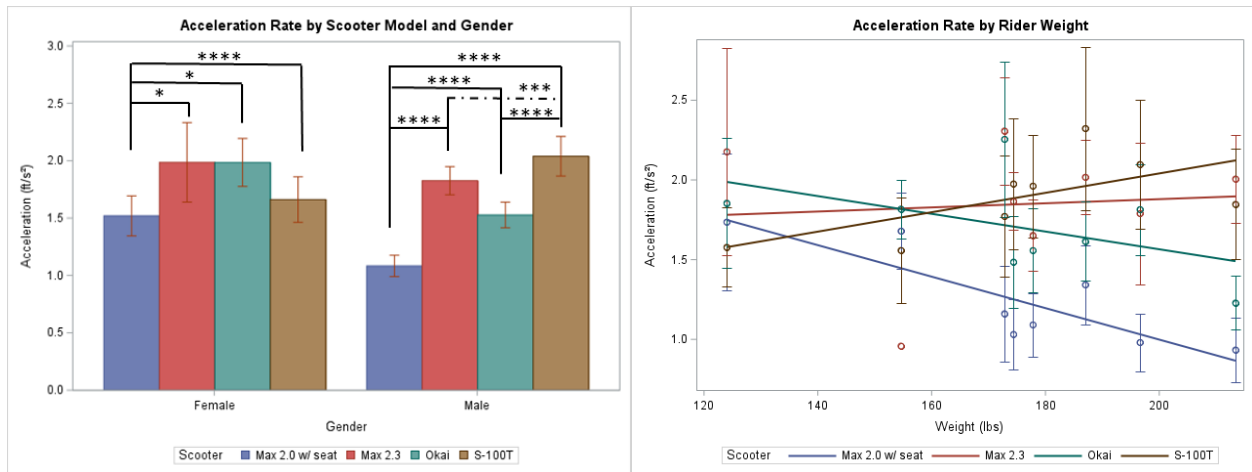 Acceleration Rate by Scooter Model and Gender
3.0
2.5
2.0
1.5
1.0
0.5
0.0
Acceleration (ft/s²)
****
*
*
****
****
***
****
****
Female
Male
Gender
Scooter Max 2.0 w/ seat Max 2.3 Okai S-100T
Acceleration Rate by Rider Weight
2.5
2.0
1.5
1.0
Acceleration (ft/s²)
120 140 160 180 200
Weight (lbs)
Scooter Max 2.0 w/ seat Max 2.3 Okai S-100T